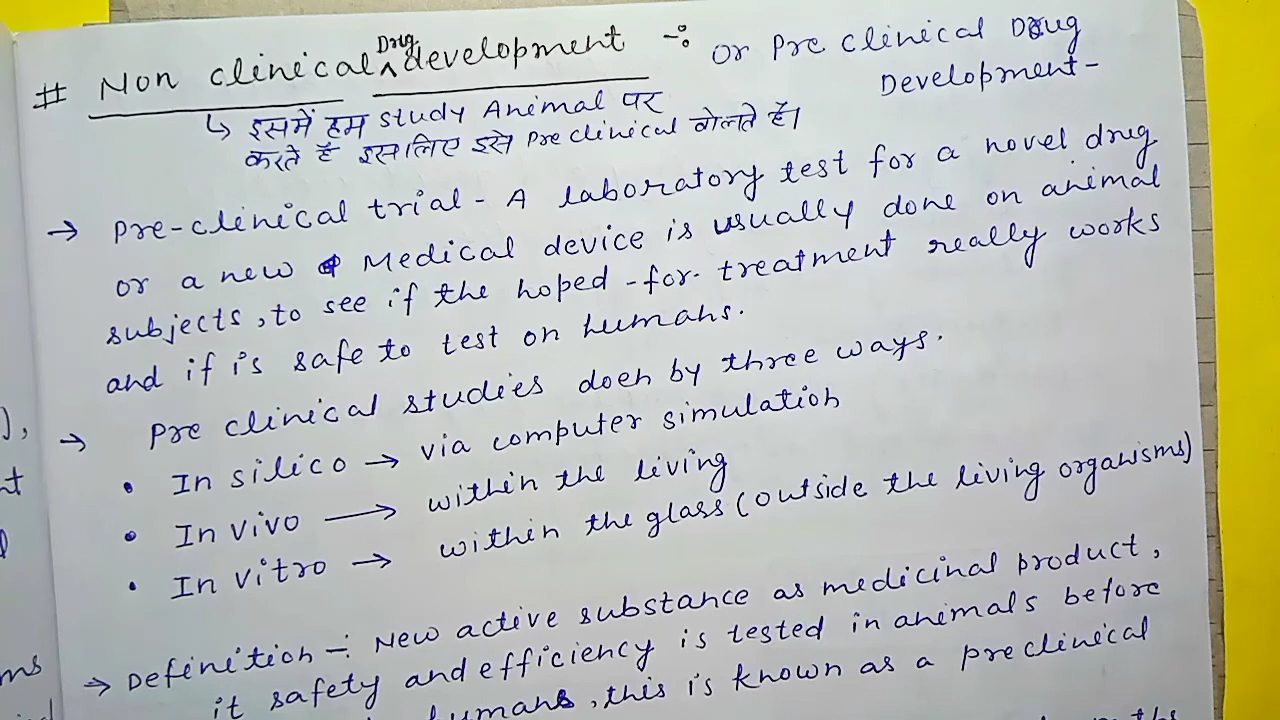 # Non clinical Drug development -: or Pre clinical Drug Development-
↳ इसमें हम study Animal पर
करते हैं इसलिए इसे Pre clinical बोलते हैं।
→ Pre-clinical trial - A laboratory test for a novel drug
or a new Medical device is usually done on animal
subjects, to see if the hoped-for- treatment really works
and if is safe to test on humans.
→ Pre clinical studies doen by three ways.
• In silico → via computer simulation
• In vivo → within the living
• In vitro → within the glass (outside the living organisms)
→ Definition -: New active substance as medicinal product,
it safety and efficiency is tested in animals before
humans, this is known as a preclinical